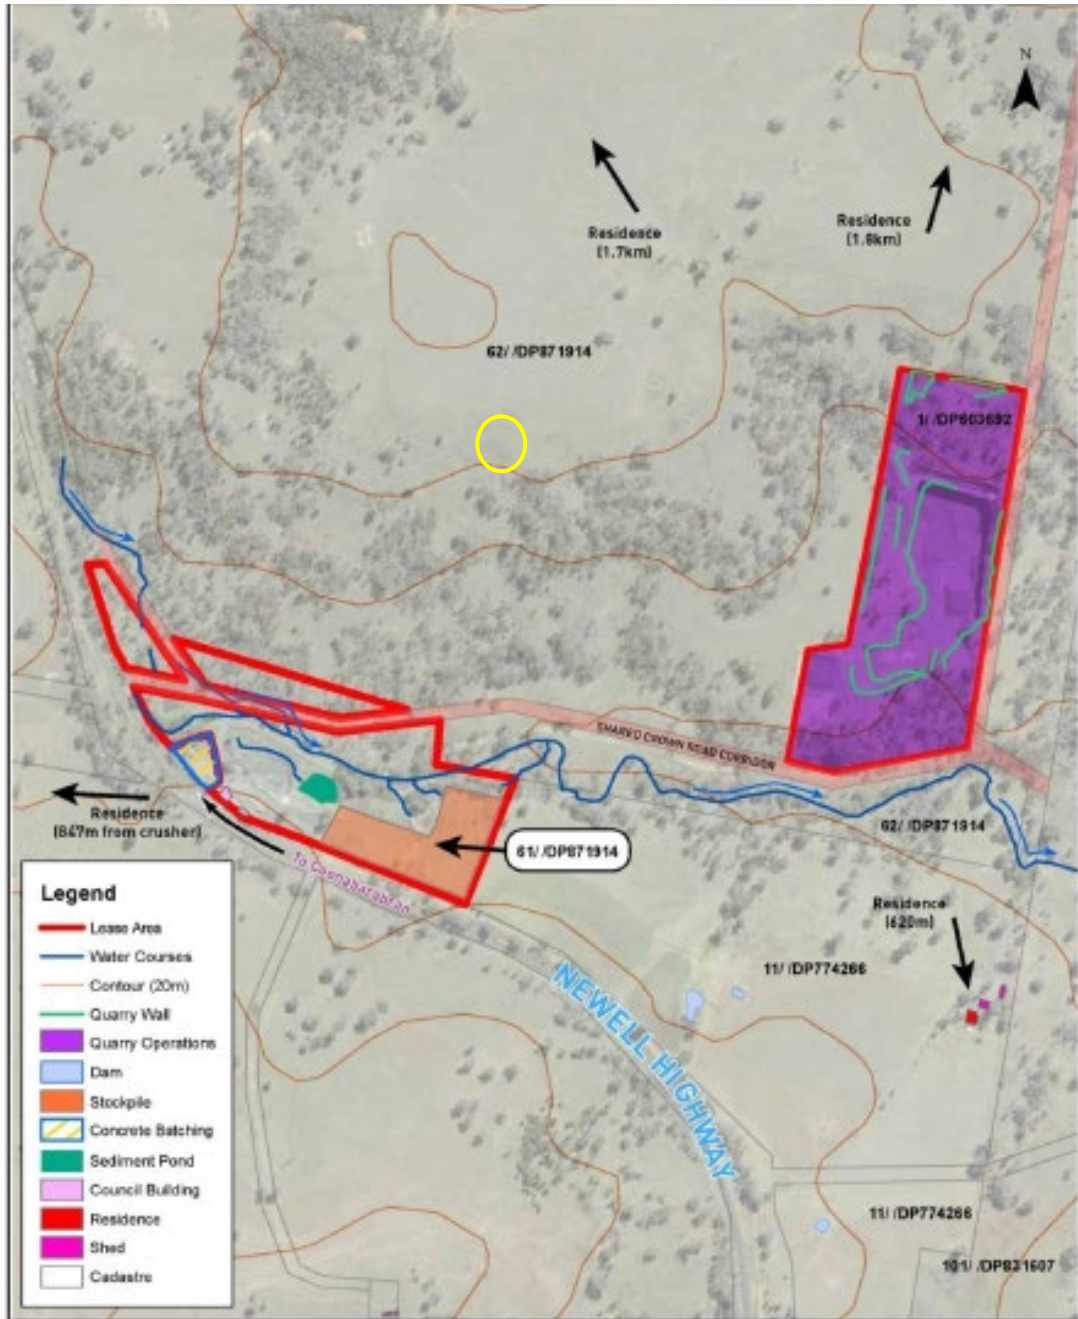 N
Residence
(1.7km)
Residence
(1.8km)
62/ /DP871914
1/ /DP603692
SHARED CROWN ROAD CORRIDOR
Residence
(847m from crusher)
62/ /DP871914
61/ /DP871914
To Coonabarabran
Residence
(620m)
11/ /DP774266
NEWELL HIGHWAY
Legend
Lease Area
Water Courses
Contour (20m)
Quarry Wall
Quarry Operations
Dam
Stockpile
Concrete Batching
Sediment Pond
Council Building
Residence
Shed
Cadastre
11/ /DP774266
101/ /DP831607